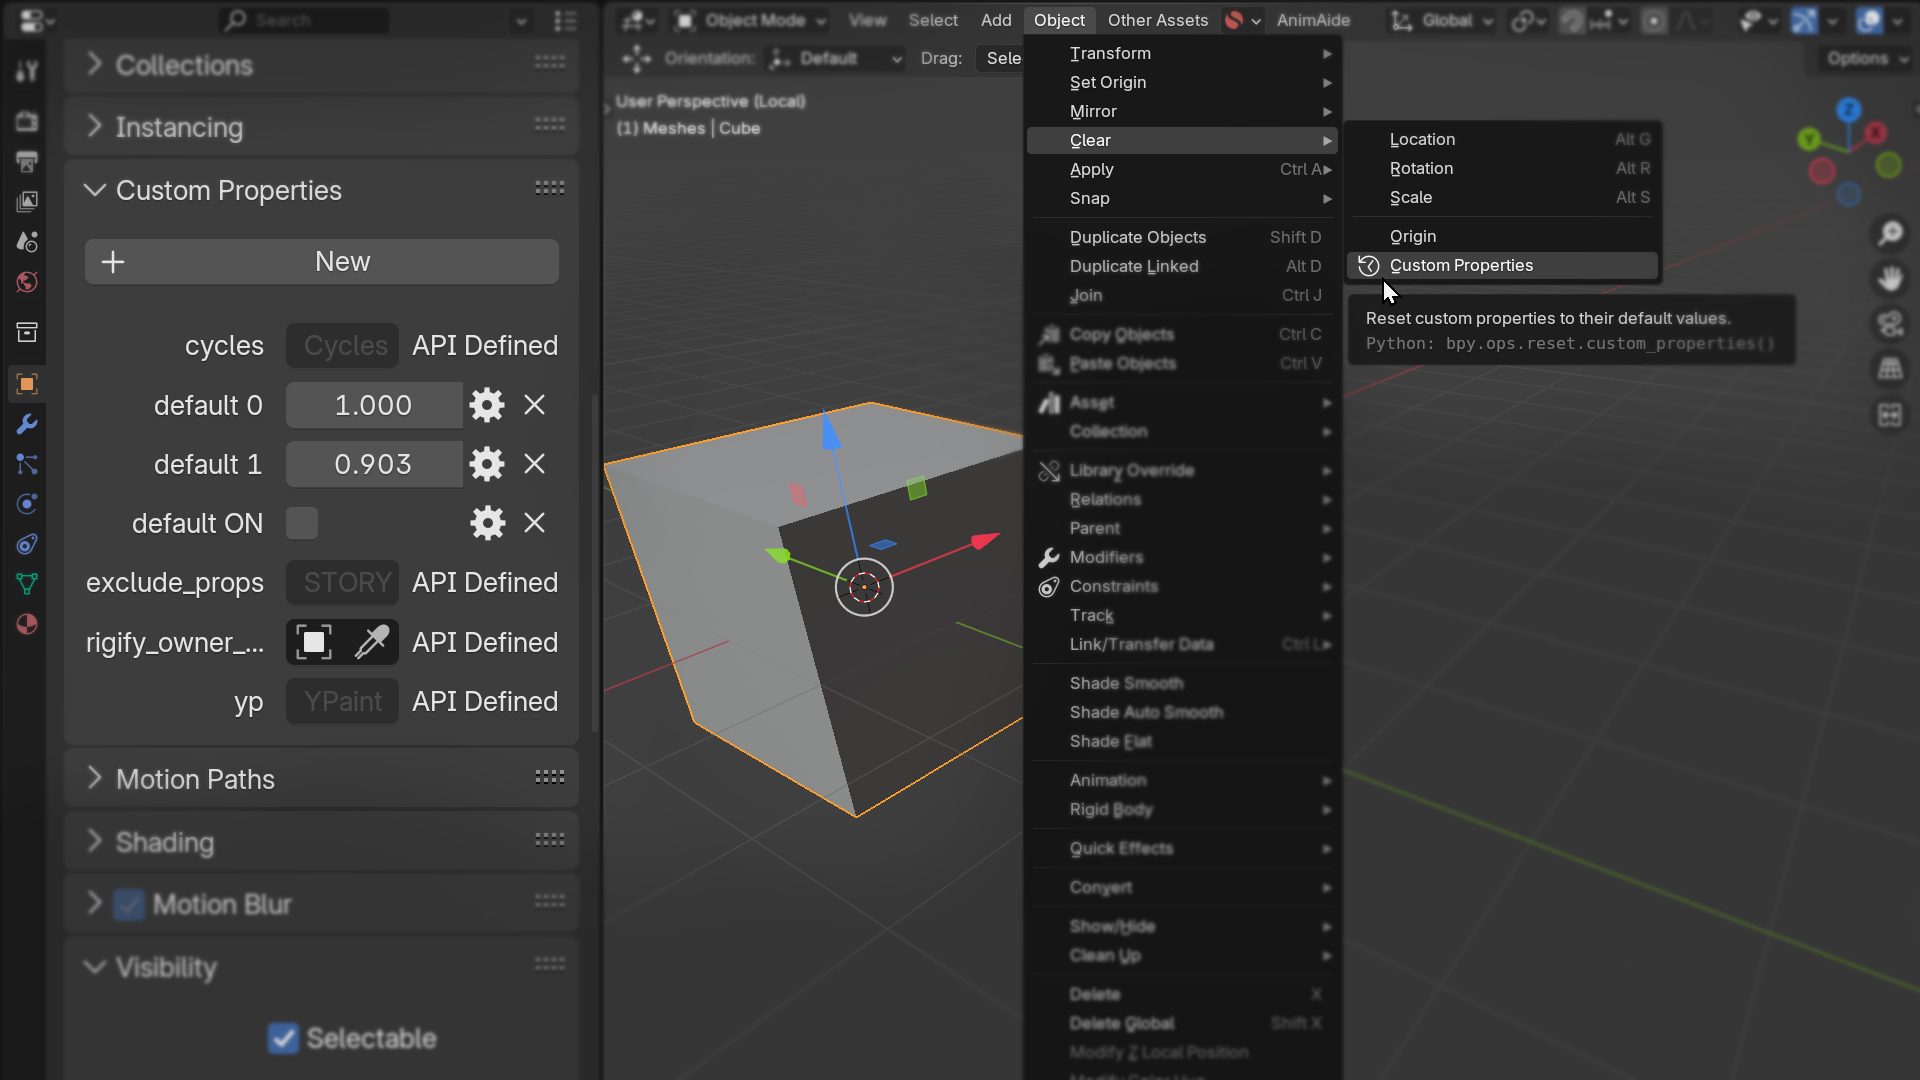 Search
Object Mode
View
Select
Add
Object
Other Assets
AnimAide
Global
Orientation:
Default
Drag:
Sele
Options
Collections
Instancing
Custom Properties
New
cycles
Cycles
API Defined
default 0
1.000
default 1
0.903
default ON
exclude_props
STORY
API Defined
rigify_owner_...
API Defined
yp
YPaint
API Defined
Motion Paths
Shading
Motion Blur
Visibility
Selectable
User Perspective (Local)
(1) Meshes | Cube
Transform
Set Origin
Mirror
Clear
Apply Ctrl A
Snap
Duplicate Objects Shift D
Duplicate Linked Alt D
Join Ctrl J
Copy Objects Ctrl C
Paste Objects Ctrl V
Asset
Collection
Library Override
Relations
Parent
Modifiers
Constraints
Track
Link/Transfer Data Ctrl L
Shade Smooth
Shade Auto Smooth
Shade Flat
Animation
Rigid Body
Quick Effects
Convert
Show/Hide
Clean Up
Delete X
Delete Global Shift X
Modify Z Local Position
Location Alt G
Rotation Alt R
Scale Alt S
Origin
Custom Properties
Reset custom properties to their default values.
Python: bpy.ops.reset.custom_properties()
Z
X
Y